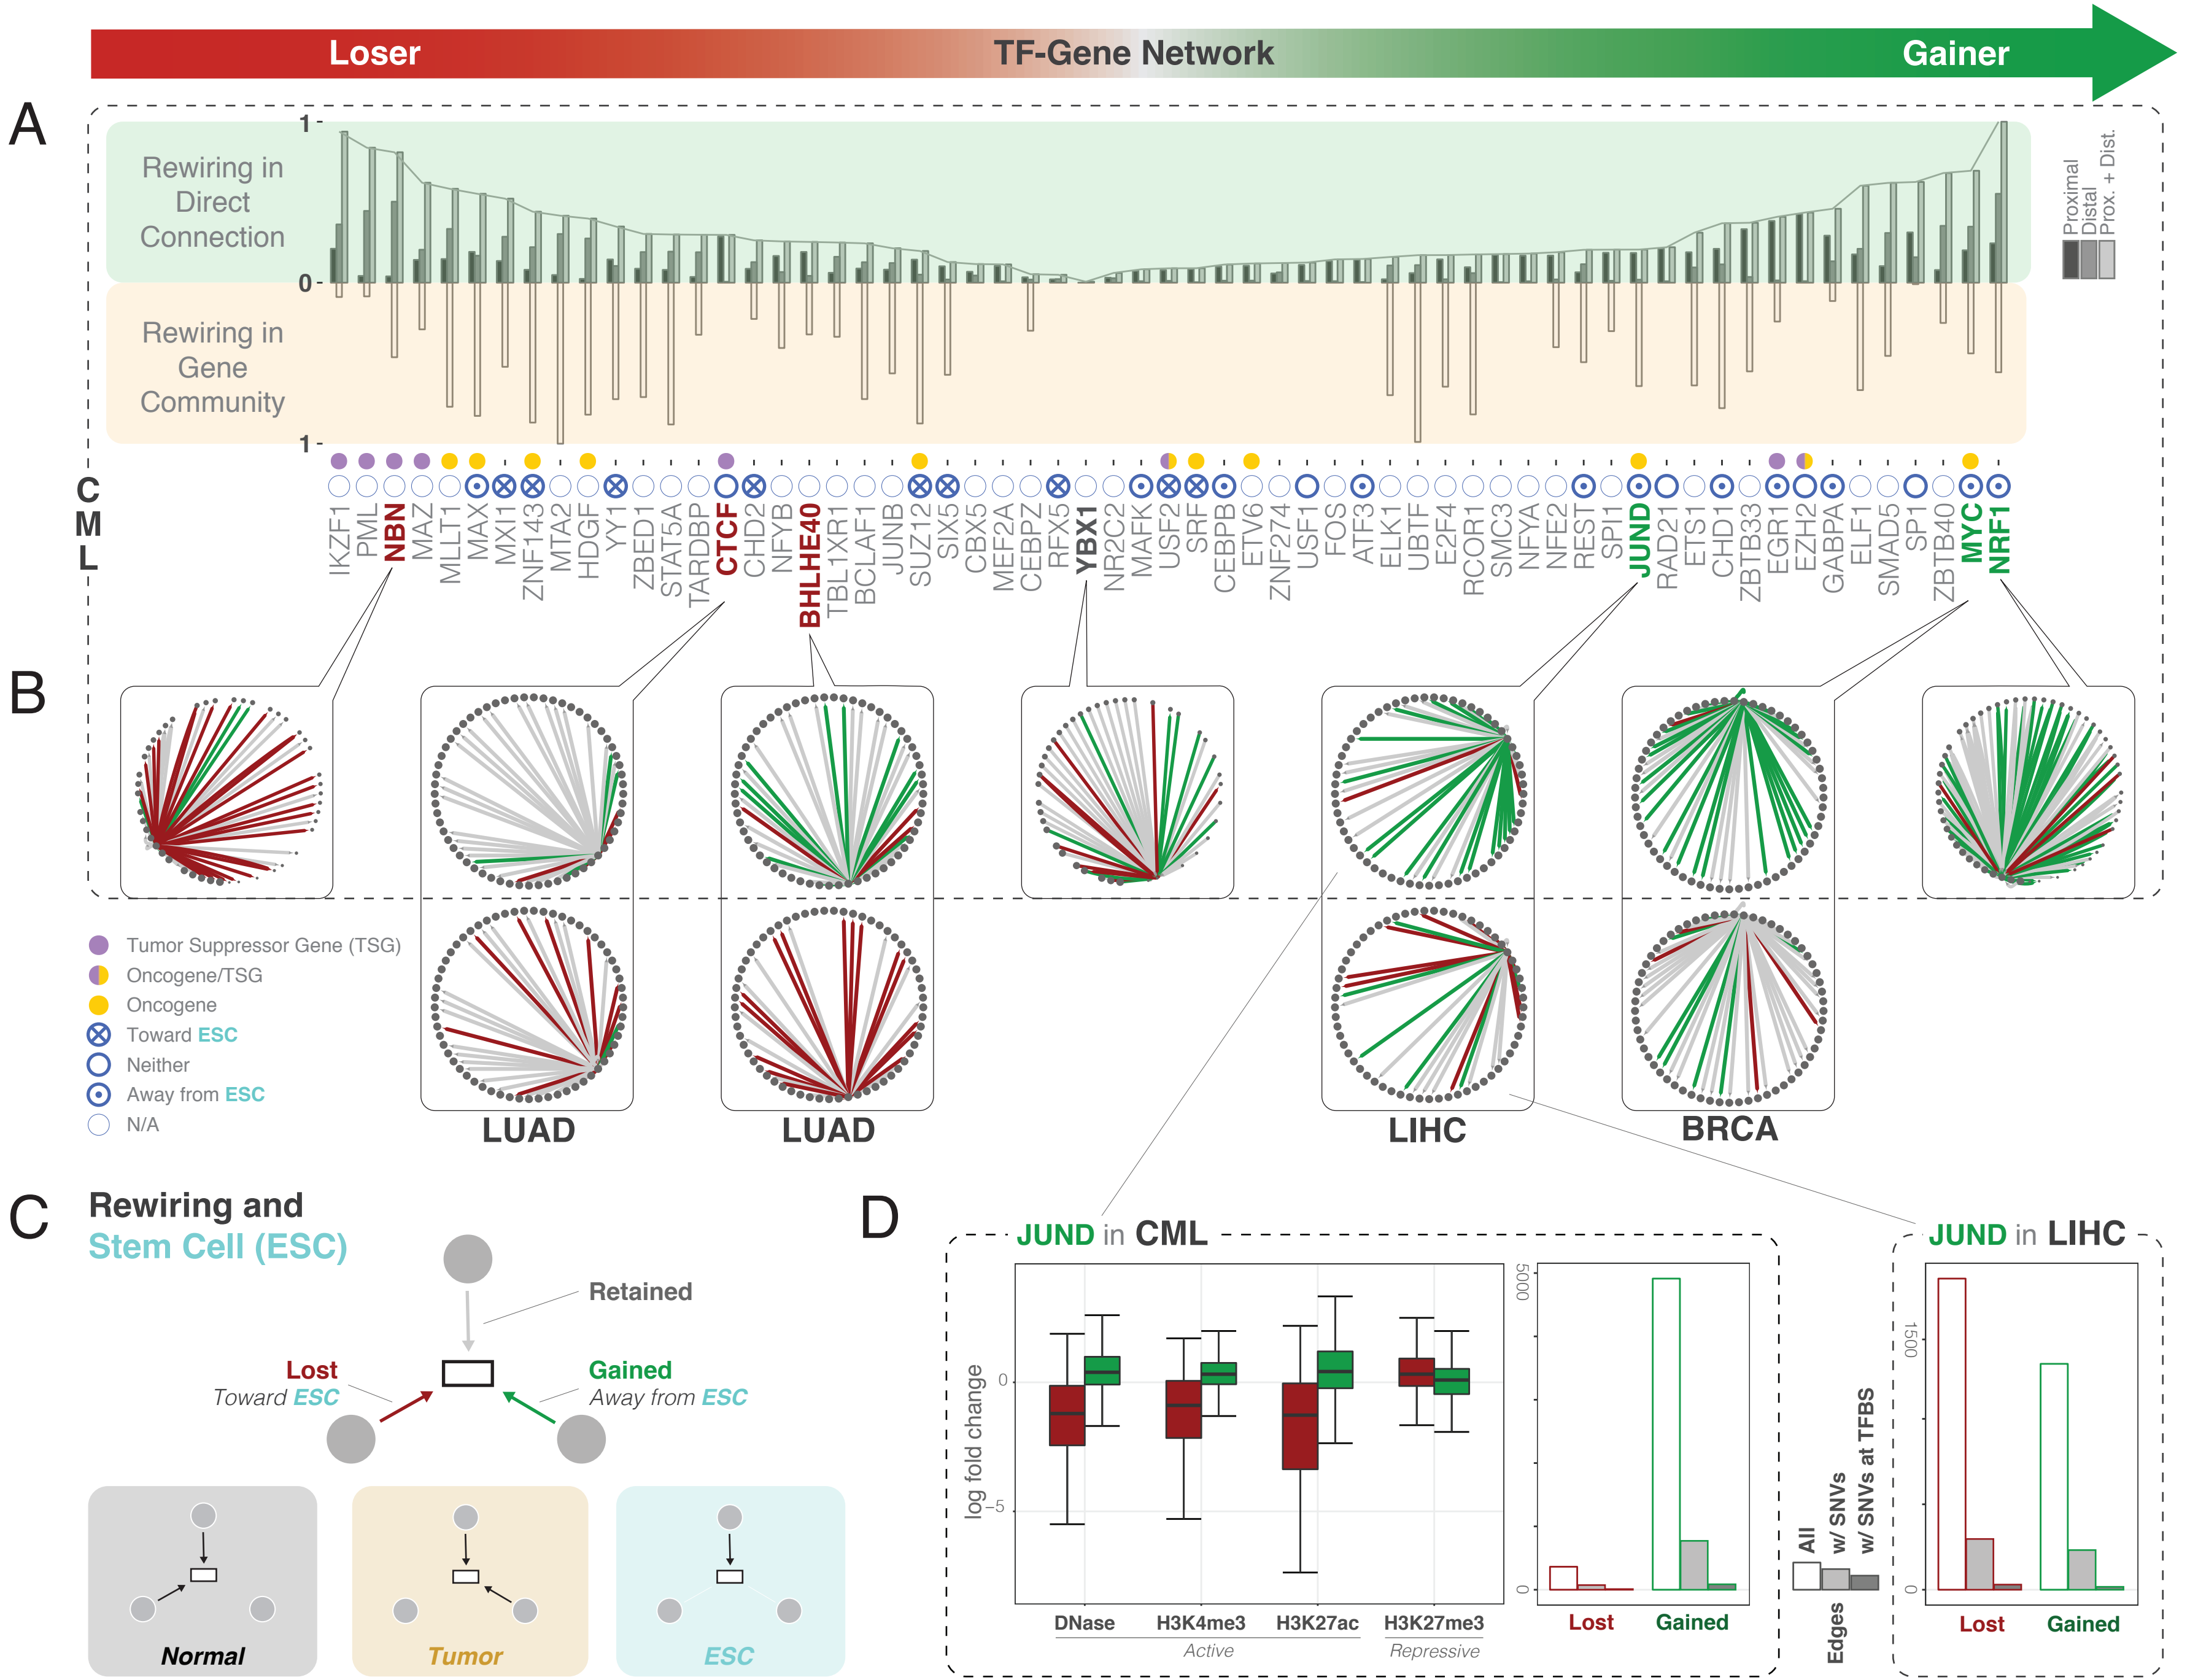 Loser
TF-Gene Network
Gainer
A
1
Rewiring in
Direct
Connection
0
Rewiring in
Gene
Community
1
Proximal
Distal
Prox. + Dist.
C
M
L
IKZF1
PML
NBN
MAZ
MLLT1
MAX
MXI1
ZNF143
MTA2
HDGF
YY1
ZBED1
STAT5A
TARDBP
CTCF
CHD2
NFYB
BHLHE40
TBL1XR1
BCLAF1
JUNB
SUZ12
SIX5
CBX5
MEF2A
CEBPZ
RFX5
YBX1
NR2C2
MAFK
USF2
SRF
CEBPB
ETV6
ZNF274
USF1
FOS
ATF3
ELK1
UBTF
E2F4
RCOR1
SMC3
NFYA
NFE2
REST
SPI1
JUND
RAD21
ETS1
CHD1
ZBTB33
EGR1
EZH2
GABPA
ELF1
SMAD5
SP1
ZBTB40
MYC
NRF1
B
Tumor Suppressor Gene (TSG)
Oncogene/TSG
Oncogene
Toward ESC
Neither
Away from ESC
N/A
LUAD
LUAD
LIHC
BRCA
C
Rewiring and
Stem Cell (ESC)
Retained
Lost
Toward ESC
Gained
Away from ESC
Normal
Tumor
ESC
D
JUND in CML
log fold change
0
−5
DNase
H3K4me3
H3K27ac
H3K27me3
Active
Repressive
5000
0
Lost
Gained
All
w/ SNVs
w/ SNVs at TFBS
Edges
JUND in LIHC
1500
0
Lost
Gained